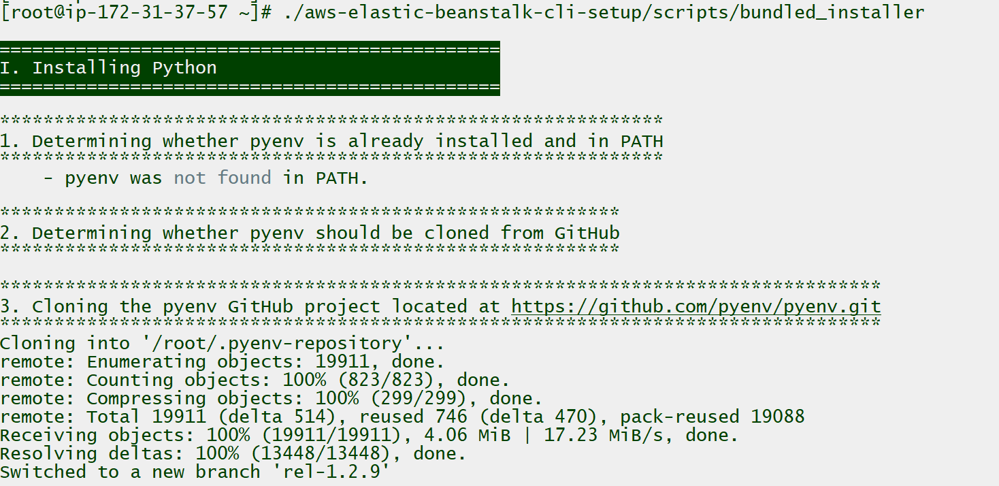 [root@ip-172-31-37-57 ~]# ./aws-elastic-beanstalk-cli-setup/scripts/bundled_installer
==============================================
I. Installing Python
==============================================
*************************************************************
1. Determining whether pyenv is already installed and in PATH
*************************************************************
- pyenv was not found in PATH.
*********************************************************
2. Determining whether pyenv should be cloned from GitHub
*********************************************************
*********************************************************************************
3. Cloning the pyenv GitHub project located at https://github.com/pyenv/pyenv.git
*********************************************************************************
Cloning into '/root/.pyenv-repository'...
remote: Enumerating objects: 19911, done.
remote: Counting objects: 100% (823/823), done.
remote: Compressing objects: 100% (299/299), done.
remote: Total 19911 (delta 514), reused 746 (delta 470), pack-reused 19088
Receiving objects: 100% (19911/19911), 4.06 MiB | 17.23 MiB/s, done.
Resolving deltas: 100% (13448/13448), done.
Switched to a new branch 'rel-1.2.9'